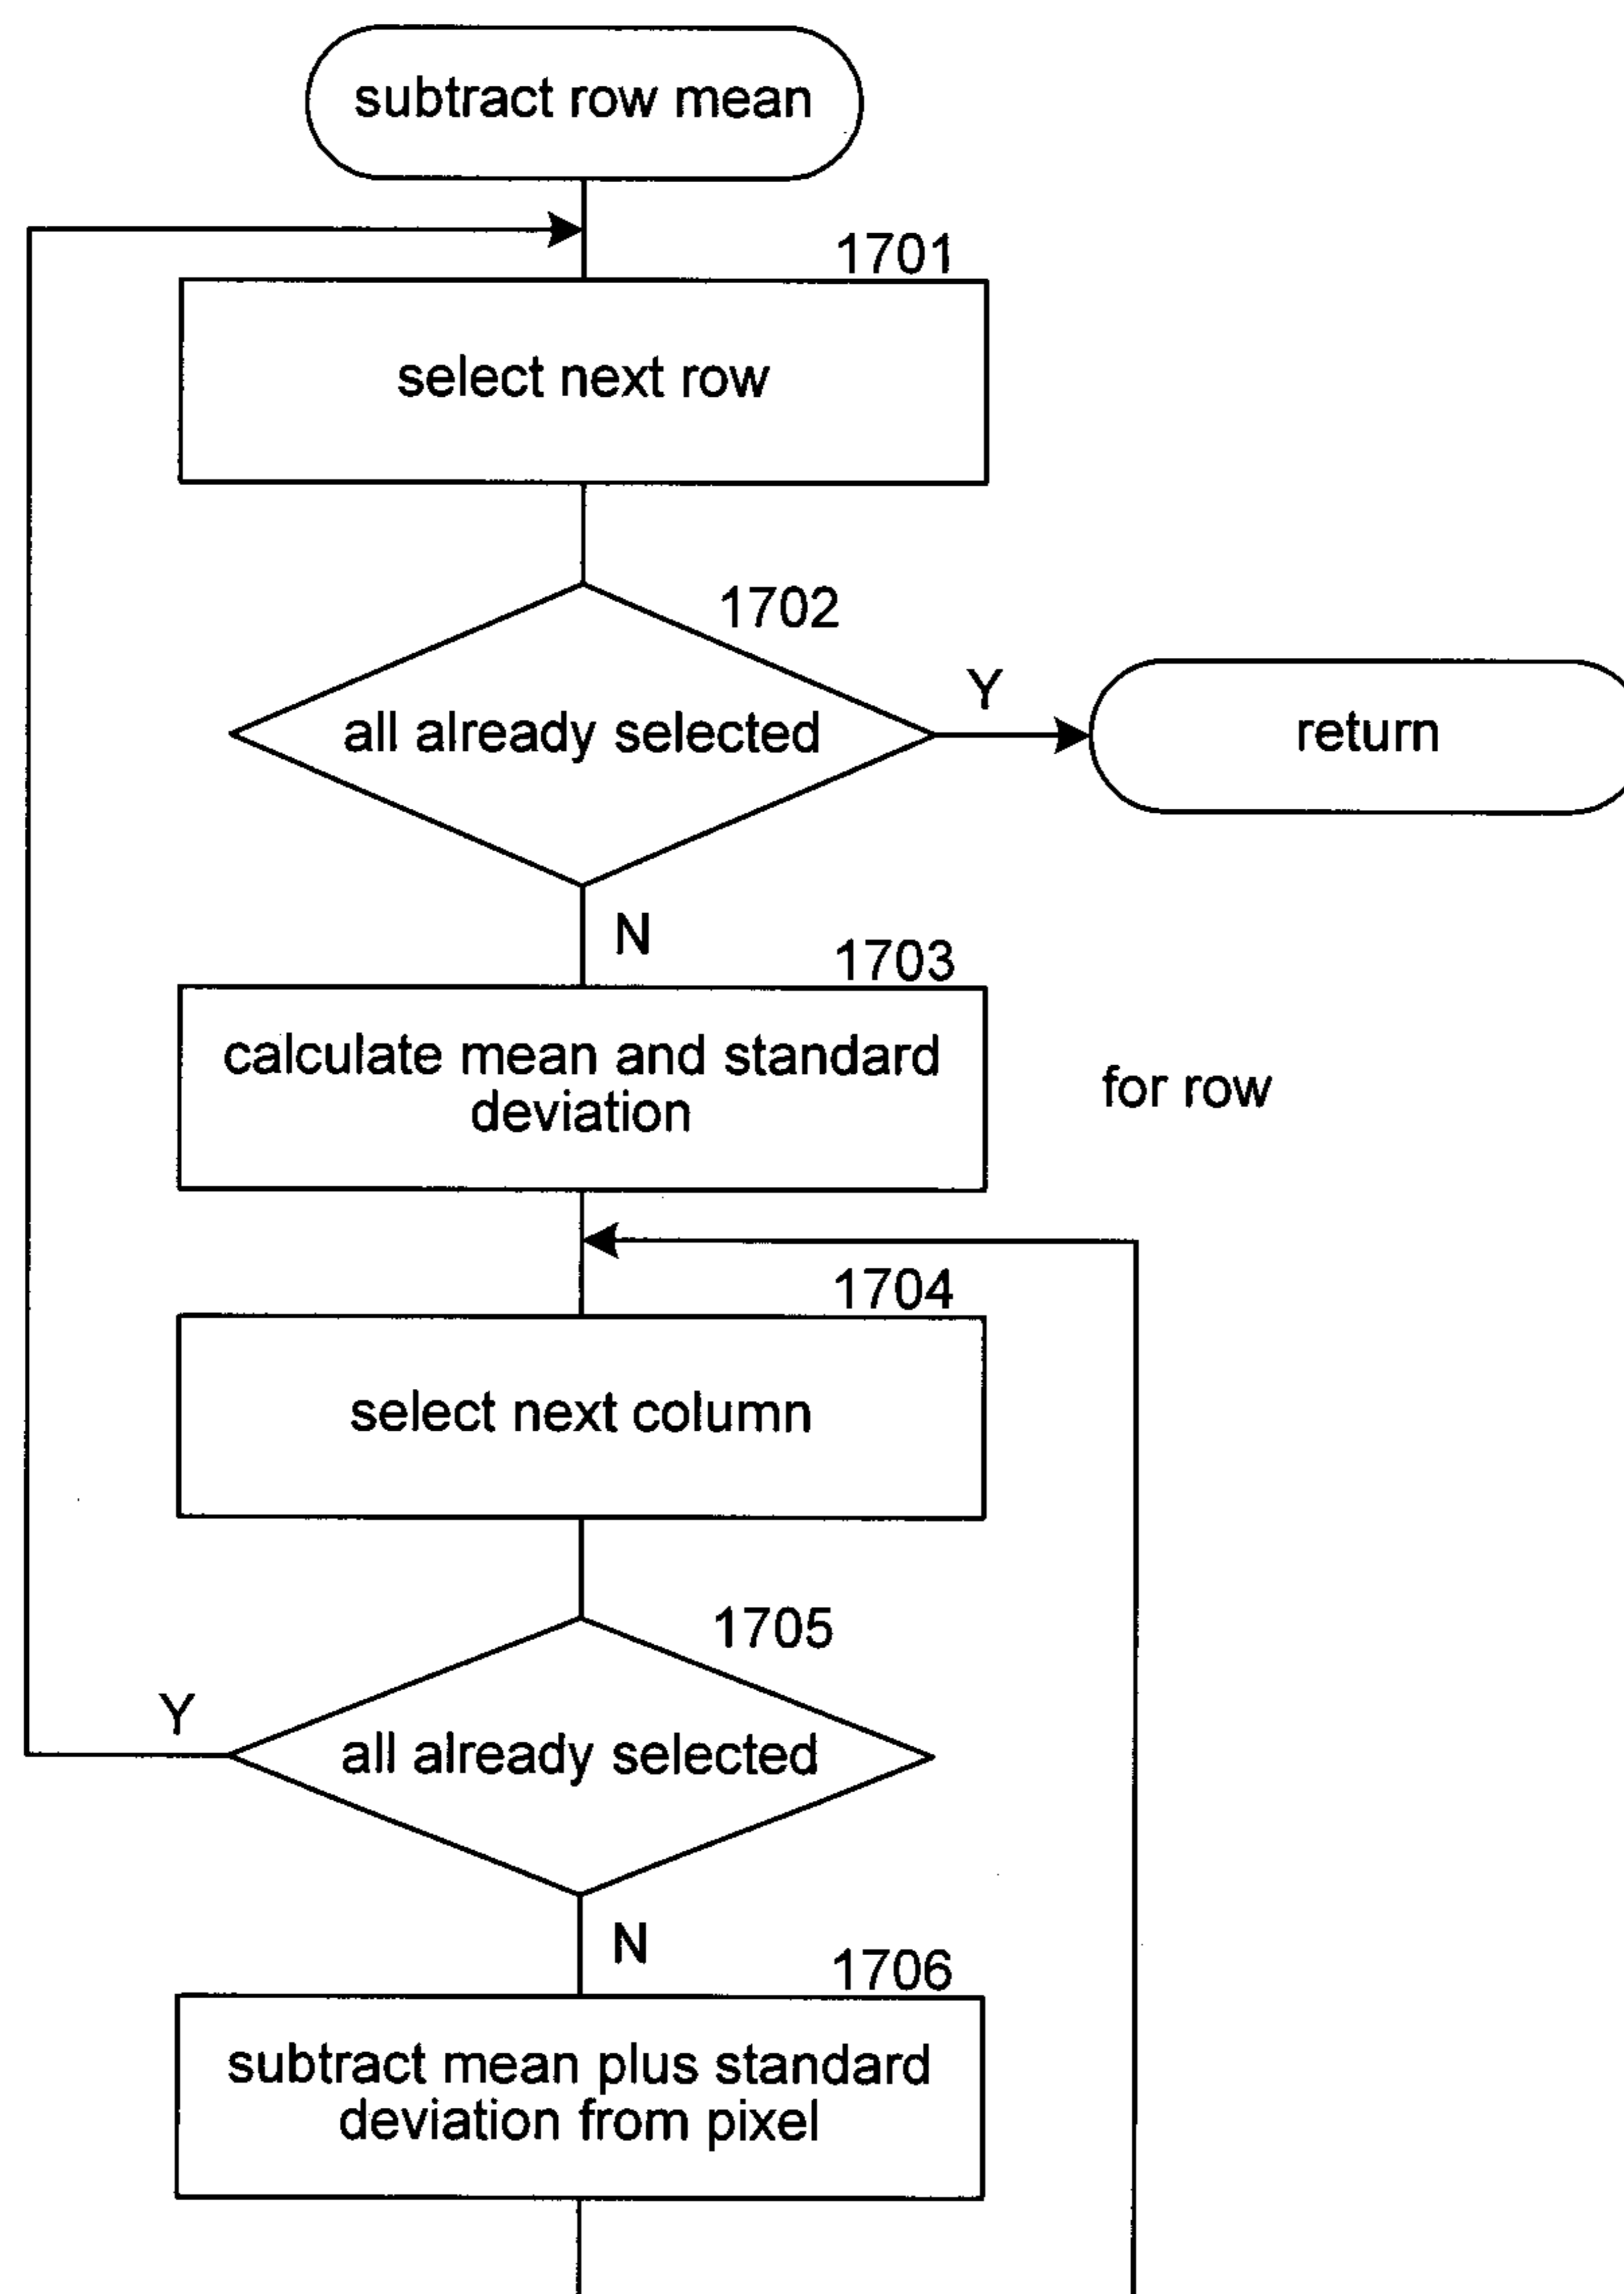 subtract row mean
1701
select next row
1702
all already selected
Y
return
N
1703
calculate mean and standard
deviation
for row
1704
select next column
1705
Y
all already selected
N
1706
subtract mean plus standard
deviation from pixel